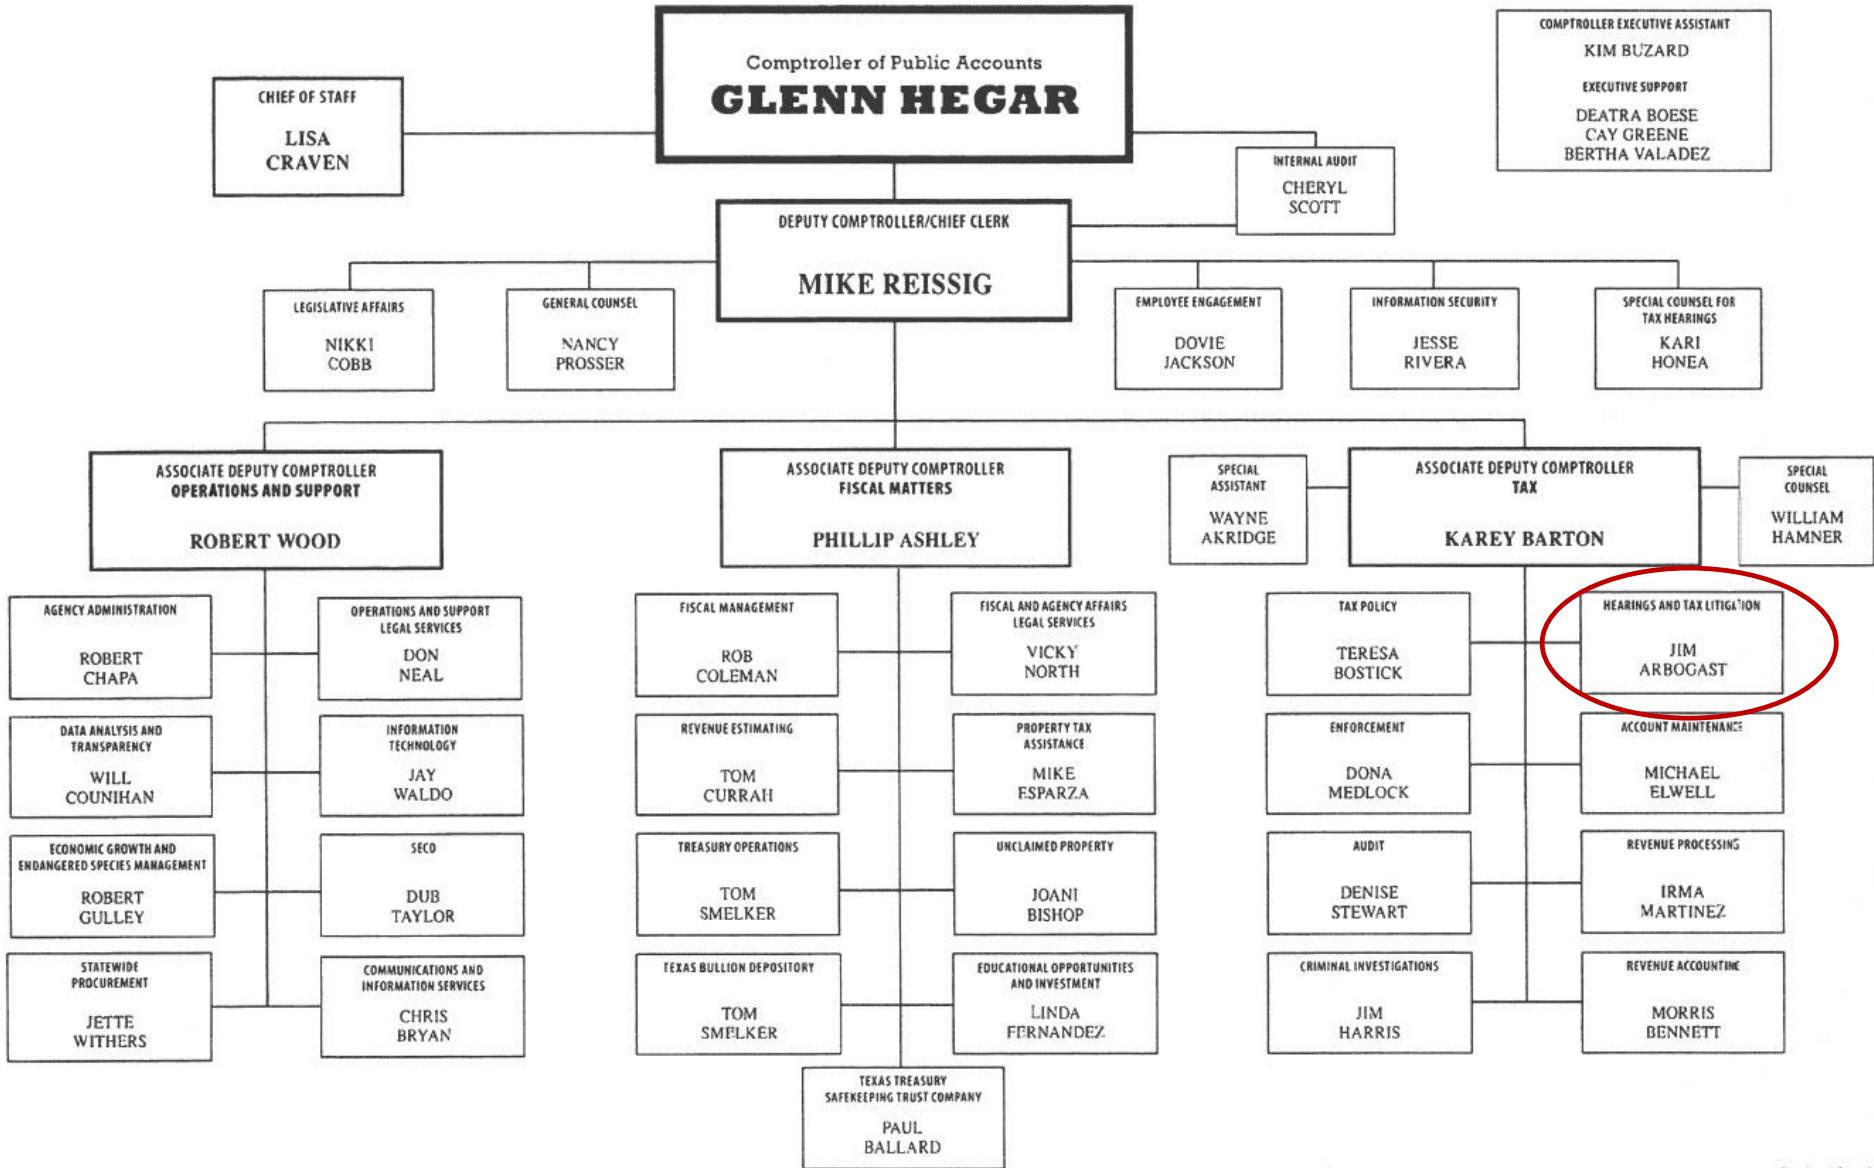 Comptroller of Public Accounts
GLENN HEGAR
COMPTROLLER EXECUTIVE ASSISTANT
KIM BUZARD
EXECUTIVE SUPPORT
DEATRA BOESE
CAY GREENE
BERTHA VALADEZ
CHIEF OF STAFF
LISA
CRAVEN
INTERNAL AUDIT
CHERYL
SCOTT
DEPUTY COMPTROLLER/CHIEF CLERK
MIKE REISSIG
LEGISLATIVE AFFAIRS
NIKKI
COBB
GENERAL COUNSEL
NANCY
PROSSER
EMPLOYEE ENGAGEMENT
DOVIE
JACKSON
INFORMATION SECURITY
JESSE
RIVERA
SPECIAL COUNSEL FOR
TAX HEARINGS
KARI
HONEA
ASSOCIATE DEPUTY COMPTROLLER
OPERATIONS AND SUPPORT
ROBERT WOOD
ASSOCIATE DEPUTY COMPTROLLER
FISCAL MATTERS
PHILLIP ASHLEY
SPECIAL
ASSISTANT
WAYNE
AKRIDGE
ASSOCIATE DEPUTY COMPTROLLER
TAX
KAREY BARTON
SPECIAL
COUNSEL
WILLIAM
HAMNER
AGENCY ADMINISTRATION
ROBERT
CHAPA
OPERATIONS AND SUPPORT
LEGAL SERVICES
DON
NEAL
DATA ANALYSIS AND
TRANSPARENCY
WILL
COUNIHAN
INFORMATION
TECHNOLOGY
JAY
WALDO
ECONOMIC GROWTH AND
ENDANGERED SPECIES MANAGEMENT
ROBERT
GULLEY
SECO
DUB
TAYLOR
STATEWIDE
PROCUREMENT
JETTE
WITHERS
COMMUNICATIONS AND
INFORMATION SERVICES
CHRIS
BRYAN
FISCAL MANAGEMENT
ROB
COLEMAN
FISCAL AND AGENCY AFFAIRS
LEGAL SERVICES
VICKY
NORTH
REVENUE ESTIMATING
TOM
CURRAH
PROPERTY TAX
ASSISTANCE
MIKE
ESPARZA
TREASURY OPERATIONS
TOM
SMELKER
UNCLAIMED PROPERTY
JOANI
BISHOP
TEXAS BULLION DEPOSITORY
TOM
SMELKER
EDUCATIONAL OPPORTUNITIES
AND INVESTMENT
LINDA
FERNANDEZ
TEXAS TREASURY
SAFEKEEPING TRUST COMPANY
PAUL
BALLARD
TAX POLICY
TERESA
BOSTICK
HEARINGS AND TAX LITIGATION
JIM
ARBOGAST
ENFORCEMENT
DONA
MEDLOCK
ACCOUNT MAINTENANCE
MICHAEL
ELWELL
AUDIT
DENISE
STEWART
REVENUE PROCESSING
IRMA
MARTINEZ
CRIMINAL INVESTIGATIONS
JIM
HARRIS
REVENUE ACCOUNTING
MORRIS
BENNETT